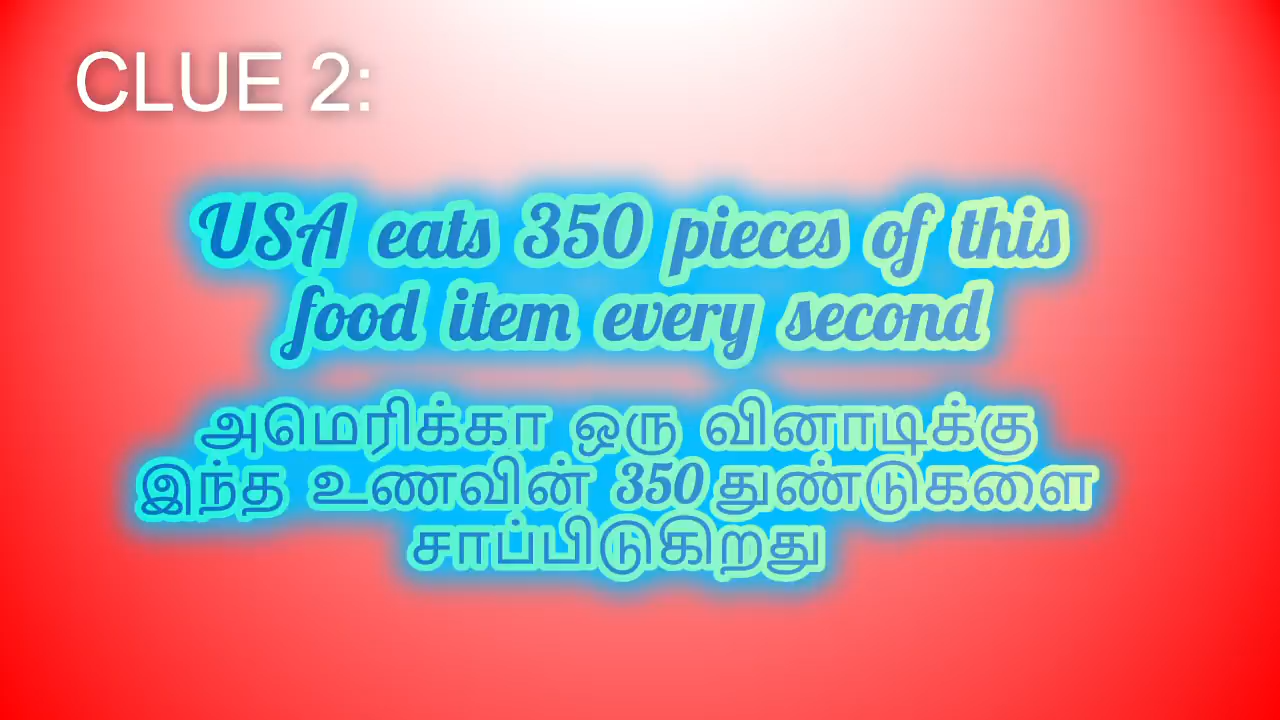 CLUE 2:
USA eats 350 pieces of this
food item every second
அமெரிக்கா ஒரு வினாடிக்கு
இந்த உணவின் 350 துண்டுகளை
சாப்பிடுகிறது